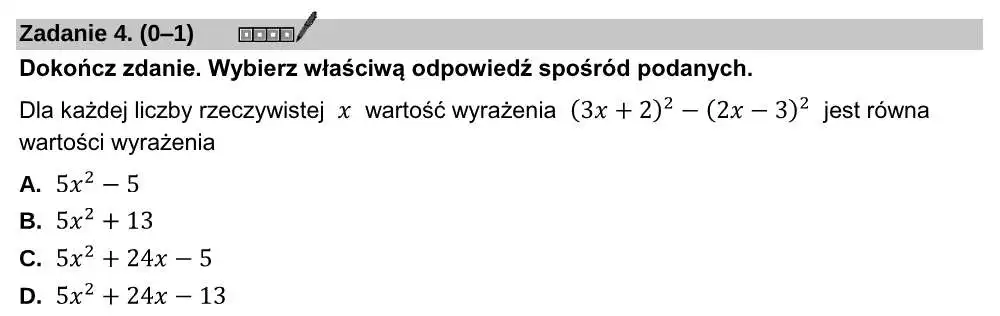 Zadanie 4. (0–1)
Dokończ zdanie. Wybierz właściwą odpowiedź spośród podanych.
Dla każdej liczby rzeczywistej x wartość wyrażenia (3x + 2)² − (2x − 3)² jest równa
wartości wyrażenia
A. 5x² − 5
B. 5x² + 13
C. 5x² + 24x − 5
D. 5x² + 24x − 13